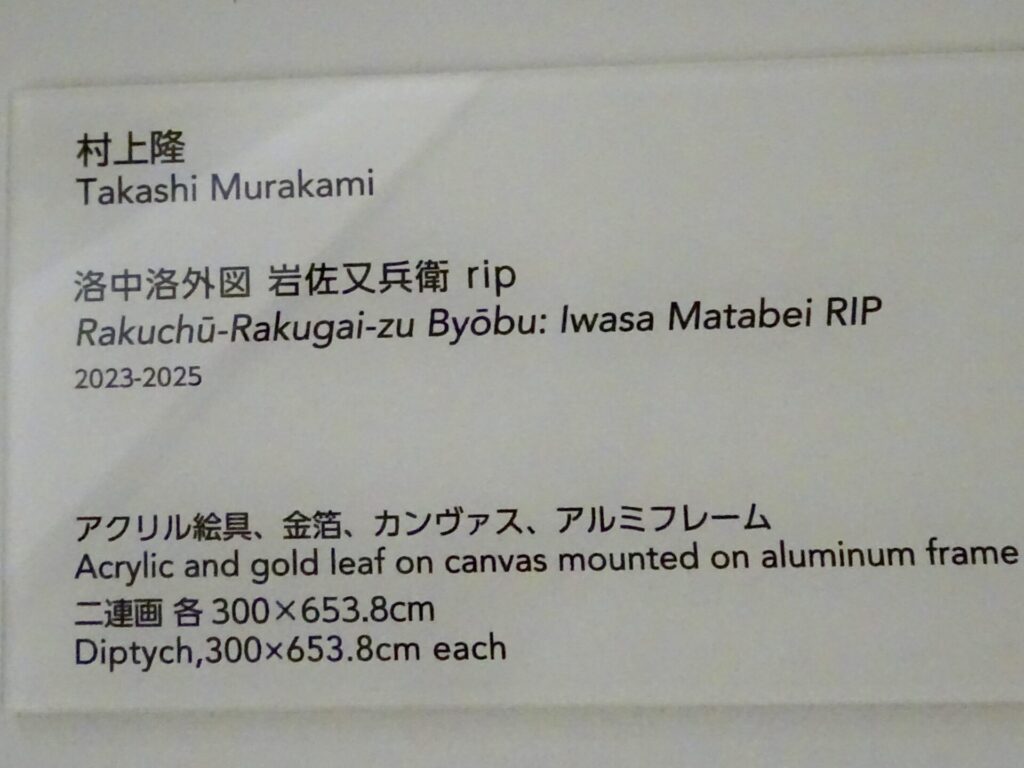 村上隆
Takashi Murakami
洛中洛外図 岩佐又兵衛 rip
Rakuchū-Rakugai-zu Byōbu: Iwasa Matabei RIP
2023-2025
アクリル絵具、金箔、カンヴァス、アルミフレーム
Acrylic and gold leaf on canvas mounted on aluminum frame
二連画 各 300×653.8cm
Diptych,300×653.8cm each